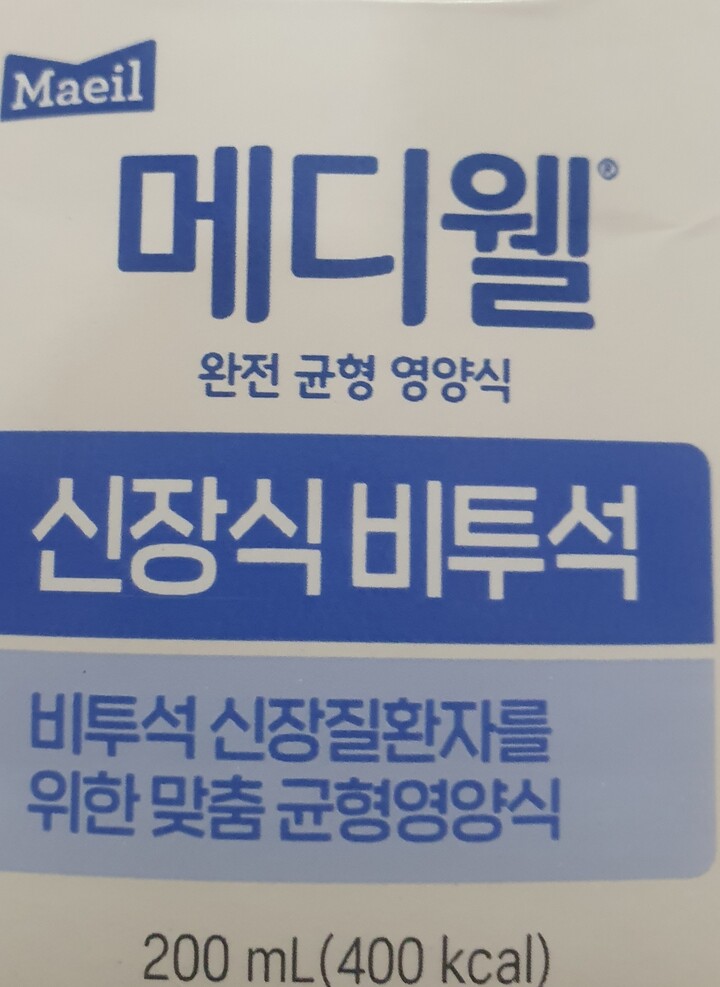 Maeil
메디웰®
완전 균형 영양식
신장식 비투석
비투석 신장질환자를
위한 맞춤 균형영양식
200 mL(400 kcal)